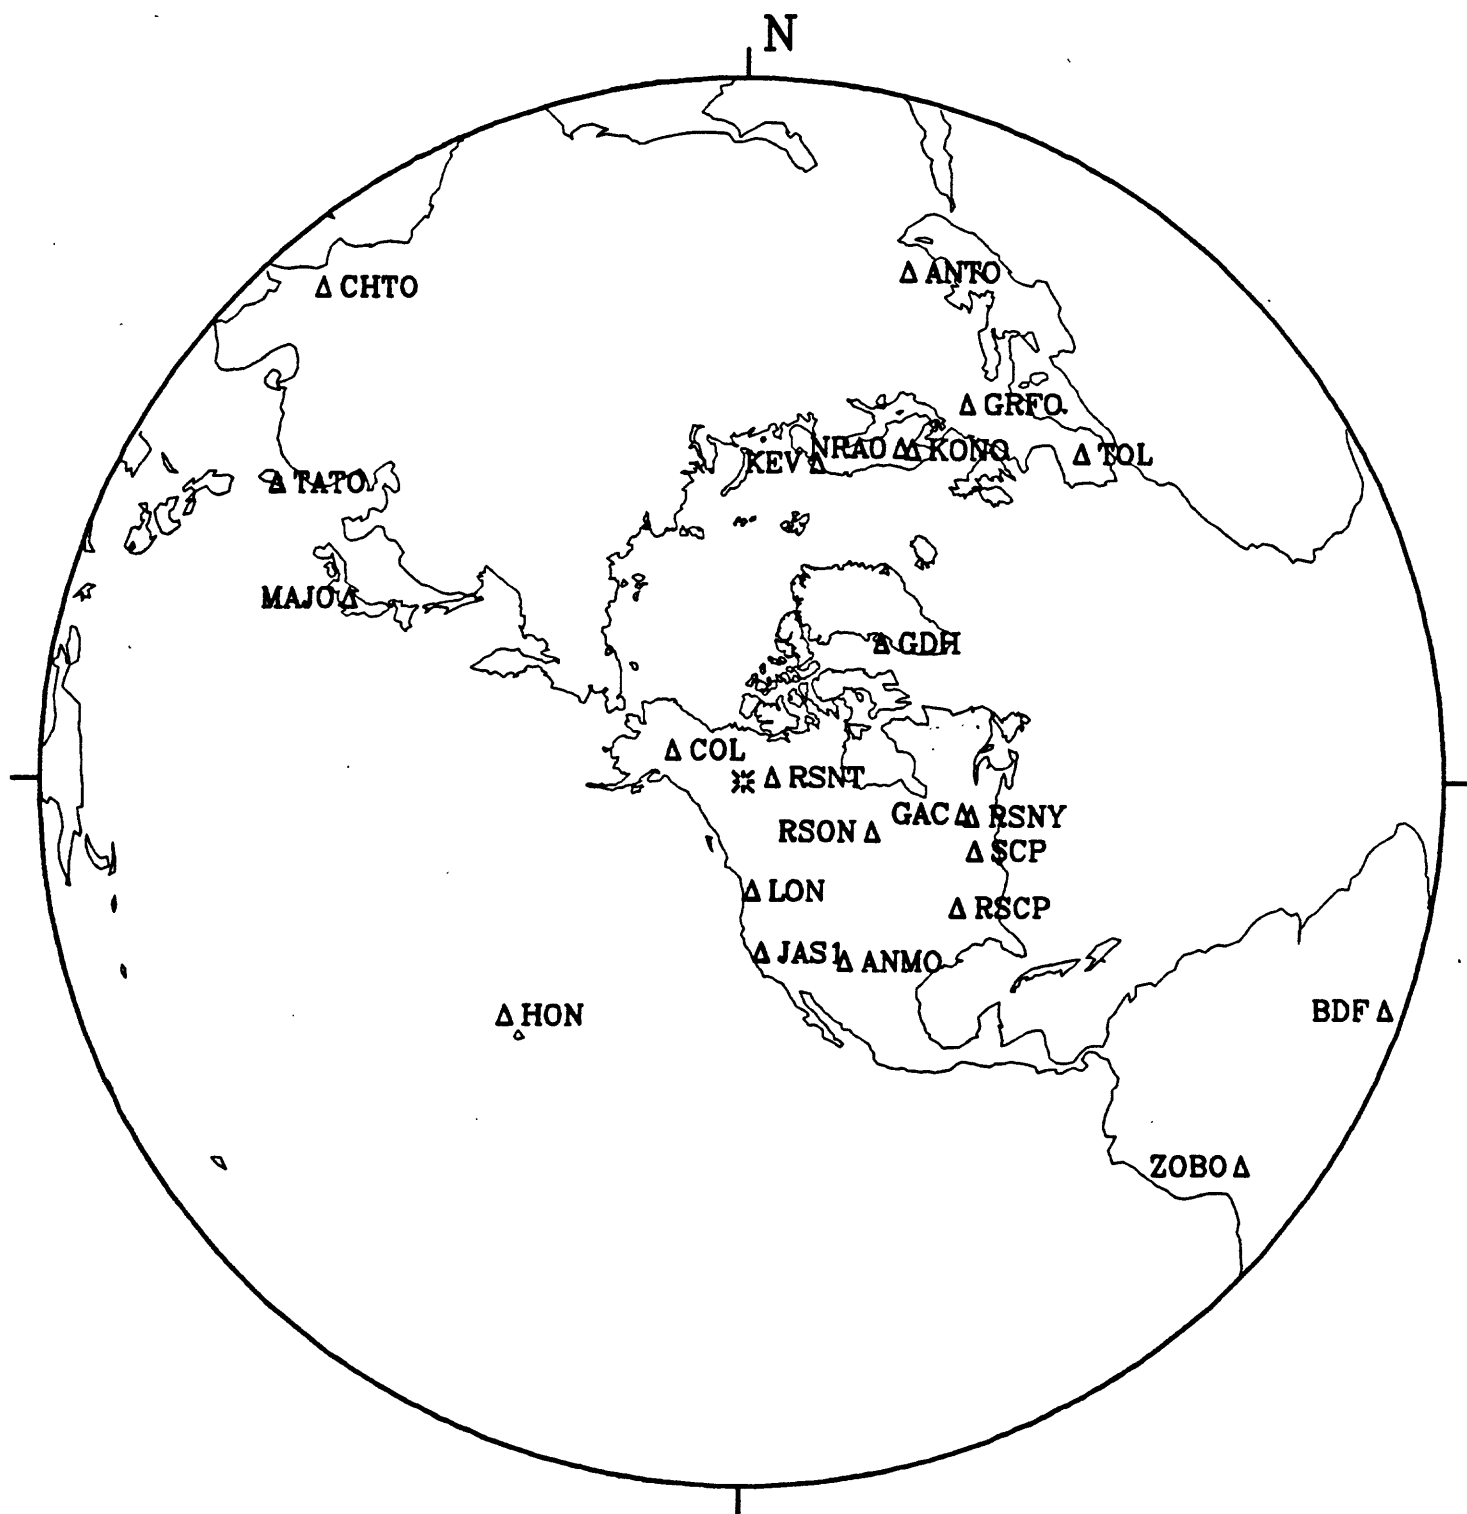 N
CHTO
ANTO
GRFO
NRAO
KONO
KEV
TOL
TATO
MAJO
GDH
COL
RSNT
GAC
RSNY
RSON
SCP
LON
RSCP
JAS1
ANMO
HON
BDF
ZOBO